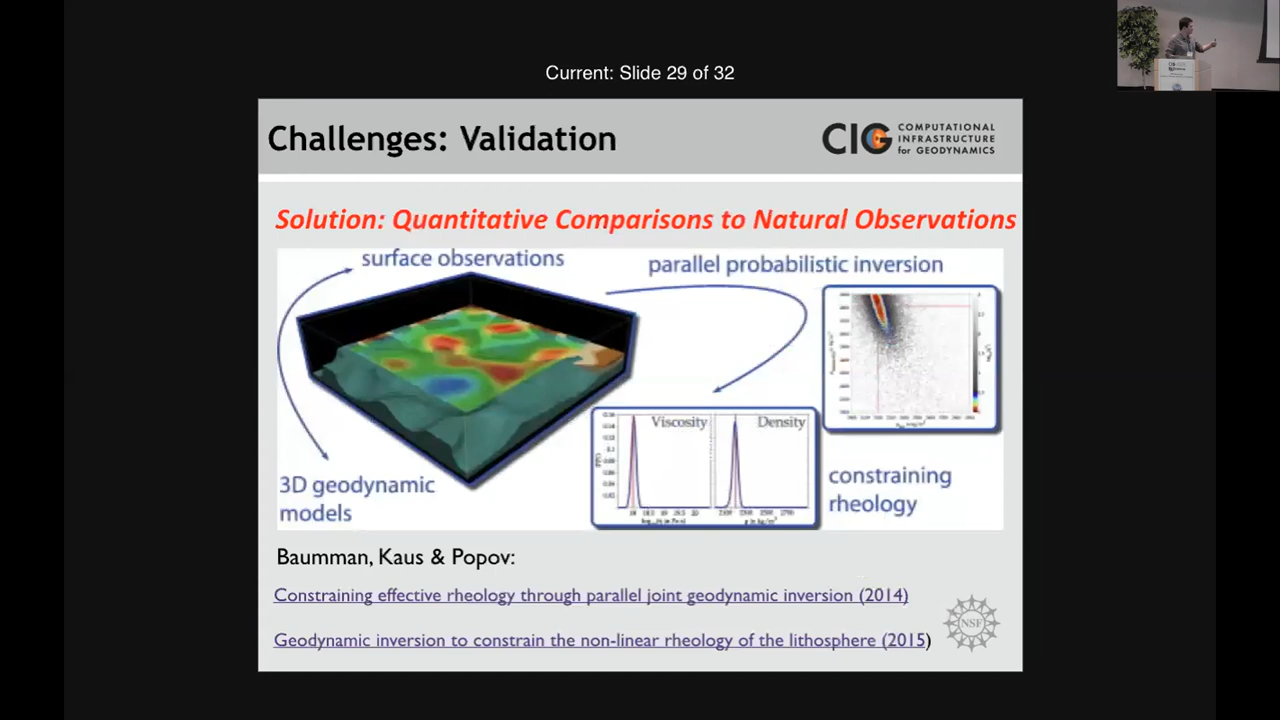 Current: Slide 29 of 32
Challenges: Validation
CIG COMPUTATIONAL
INFRASTRUCTURE
for GEODYNAMICS
Solution: Quantitative Comparisons to Natural Observations
surface observations
parallel probabilistic inversion
Viscosity
Density
3D geodynamic
models
constraining
rheology
Baumman, Kaus & Popov:
Constraining effective rheology through parallel joint geodynamic inversion (2014)
Geodynamic inversion to constrain the non-linear rheology of the lithosphere (2015)
NSF